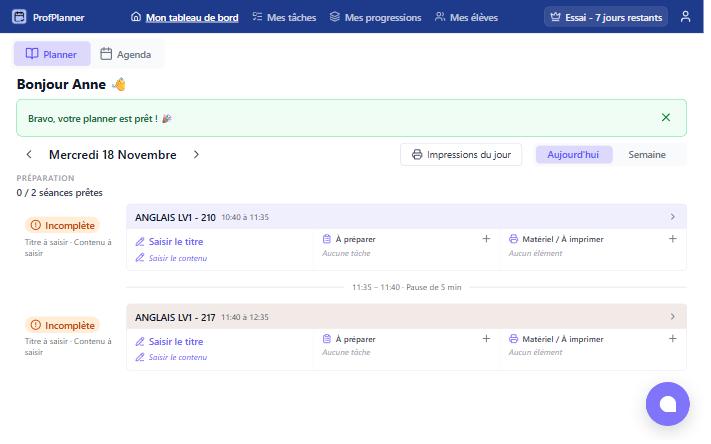 ProfPlanner
Mon tableau de bord
Mes tâches
Mes progressions
Mes élèves
Essai - 7 jours restants
Planner
Agenda
Bonjour Anne 👋
Bravo, votre planner est prêt ! 🎉
Mercredi 18 Novembre
Impressions du jour
Aujourd'hui
Semaine
PRÉPARATION
0 / 2 séances prêtes
Incomplète
Titre à saisir · Contenu à
saisir
ANGLAIS LV1 - 210 10:40 à 11:35
Saisir le titre
Saisir le contenu
À préparer
Aucune tâche
Matériel / À imprimer
Aucun élément
11:35 – 11:40 · Pause de 5 min
Incomplète
Titre à saisir · Contenu à
saisir
ANGLAIS LV1 - 217 11:40 à 12:35
Saisir le titre
Saisir le contenu
À préparer
Aucune tâche
Matériel / À imprimer
Aucun élément